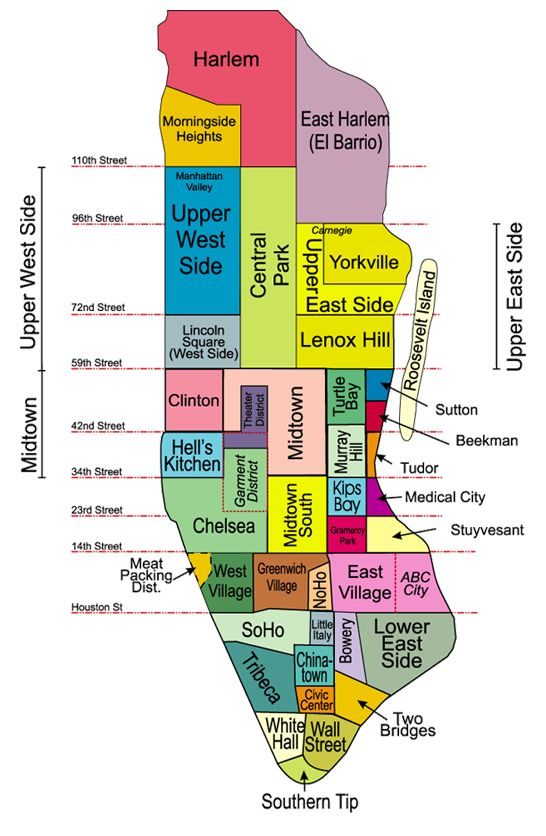 Harlem
Morningside
Heights
East Harlem
(El Barrio)
110th Street
Manhattan
Valley
Upper
West
Side
Central
Park
96th Street
Carnegie
Yorkville
Upper
East Side
Upper West Side
Upper East Side
Roosevelt Island
72nd Street
Lincoln
Square
(West Side)
Lenox Hill
59th Street
Clinton
Theater
District
Midtown
Turtle
Bay
Sutton
Beekman
Midtown
42nd Street
Hell's
Kitchen
Garment
District
Murray
Hill
Tudor
34th Street
Chelsea
Midtown
South
Kips
Bay
Medical City
23rd Street
Gramercy
Park
Stuyvesant
14th Street
Meat
Packing
Dist.
West
Village
Greenwich
Village
NoHo
East
Village
ABC
City
Houston St
SoHo
Little
Italy
Bowery
Lower
East
Side
Tribeca
China-
town
Civic
Center
Two
Bridges
White
Hall
Wall
Street
Southern Tip